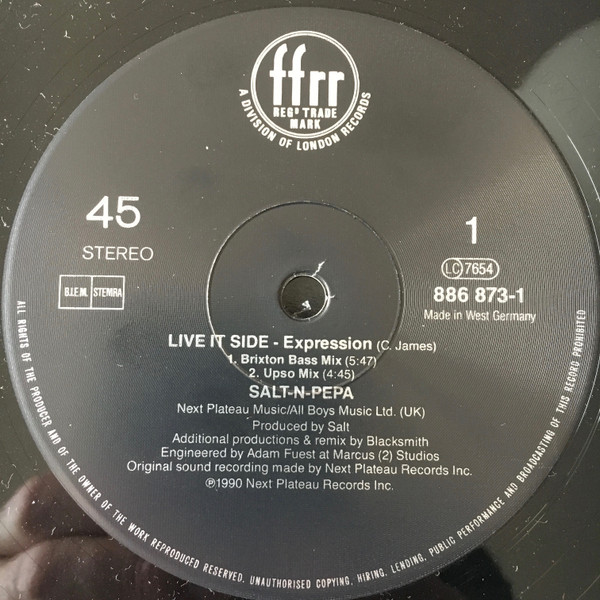 ffrr
REGD TRADE
MARK
A DIVISION OF LONDON RECORDS
45
STEREO
B.I.E.M. STEMRA
1
LC 7654
886 873-1
Made in West Germany
LIVE IT SIDE - Expression (C. James)
1. Brixton Bass Mix (5:47)
2. Upso Mix (4:45)
SALT-N-PEPA
Next Plateau Music/All Boys Music Ltd. (UK)
Produced by Salt
Additional productions & remix by Blacksmith
Engineered by Adam Fuest at Marcus (2) Studios
Original sound recording made by Next Plateau Records Inc.
℗1990 Next Plateau Records Inc.
ALL RIGHTS OF THE PRODUCER AND OF THE OWNER OF THE WORK REPRODUCED RESERVED. UNAUTHORISED COPYING, HIRING, LENDING, PUBLIC PERFORMANCE AND BROADCASTING OF THIS RECORD PROHIBITED